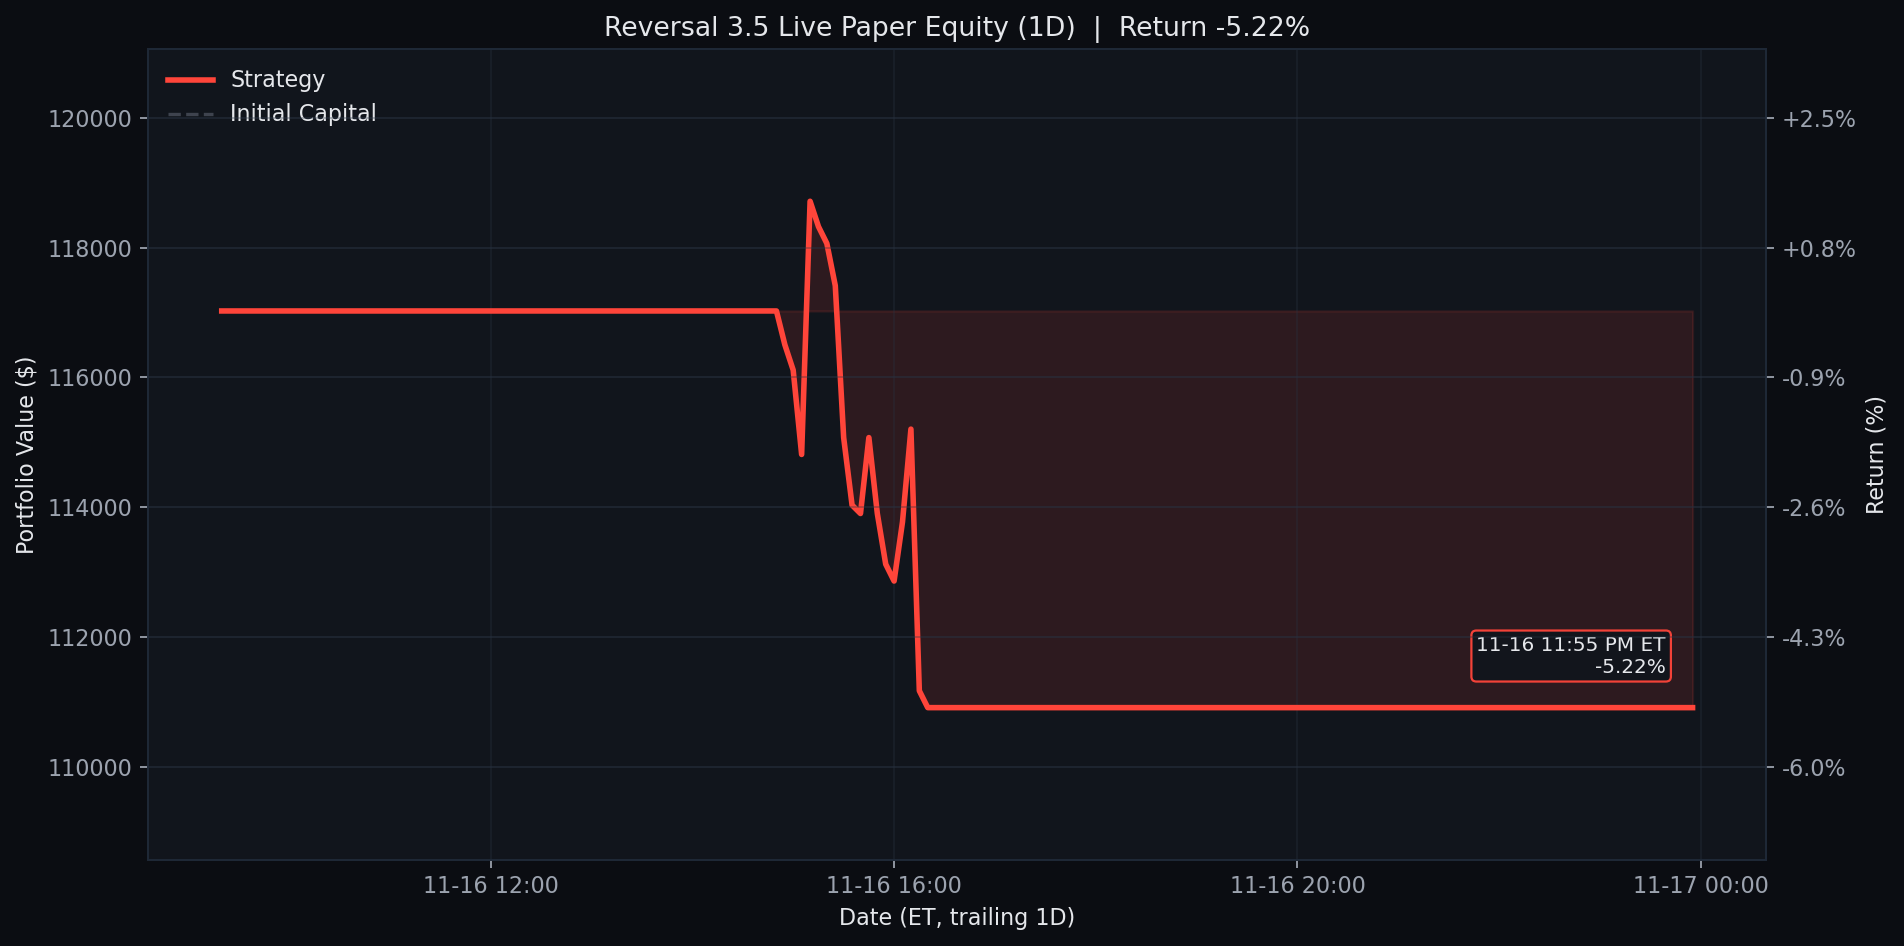 Reversal 3.5 Live Paper Equity (1D)  |  Return -5.22%
Strategy
Initial Capital
Portfolio Value ($)
120000
118000
116000
114000
112000
110000
+2.5%
+0.8%
-0.9%
-2.6%
-4.3%
-6.0%
Return (%)
11-16 11:55 PM ET
-5.22%
11-16 12:00
11-16 16:00
11-16 20:00
11-17 00:00
Date (ET, trailing 1D)